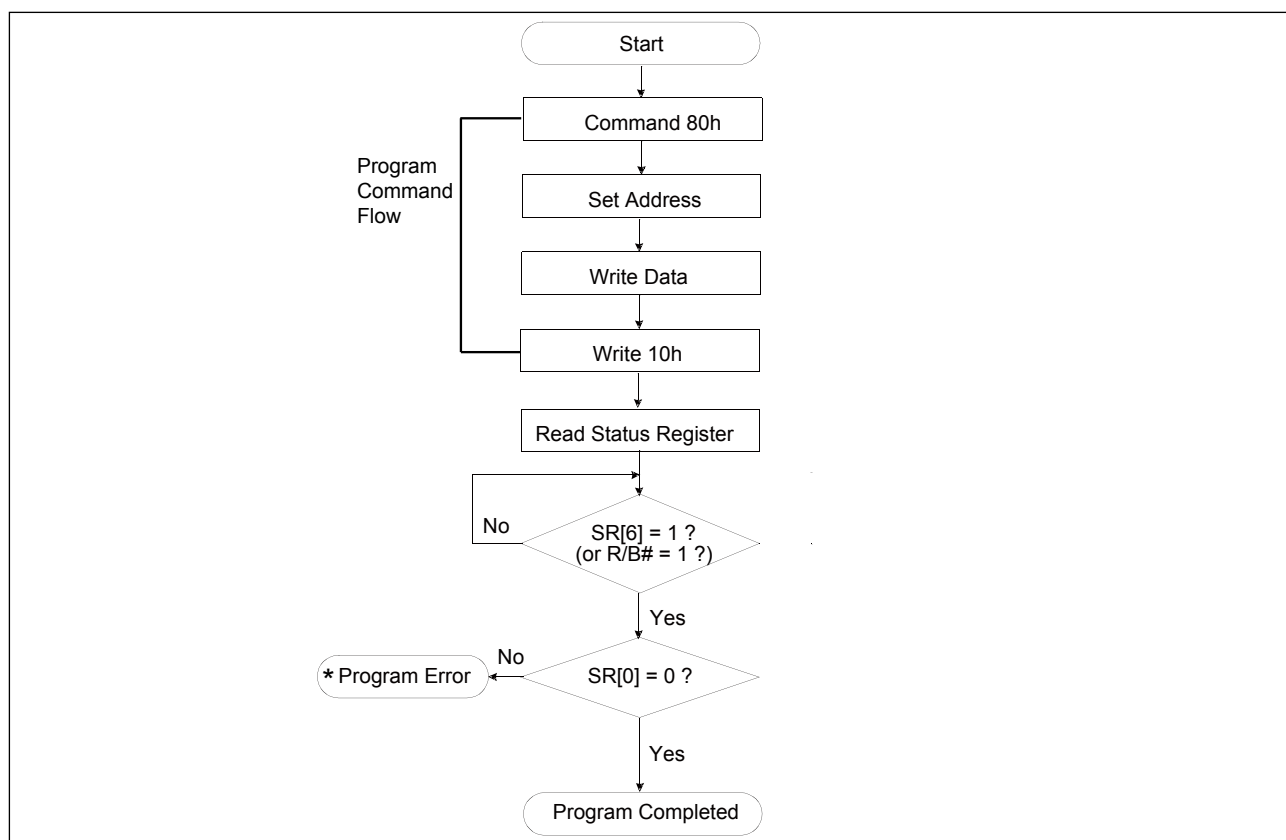 Start
Command 80h
Program
Command
Flow
Set Address
Write Data
Write 10h
Read Status Register
No
SR[6] = 1 ?
(or R/B# = 1 ?)
Yes
No
* Program Error
SR[0] = 0 ?
Yes
Program Completed